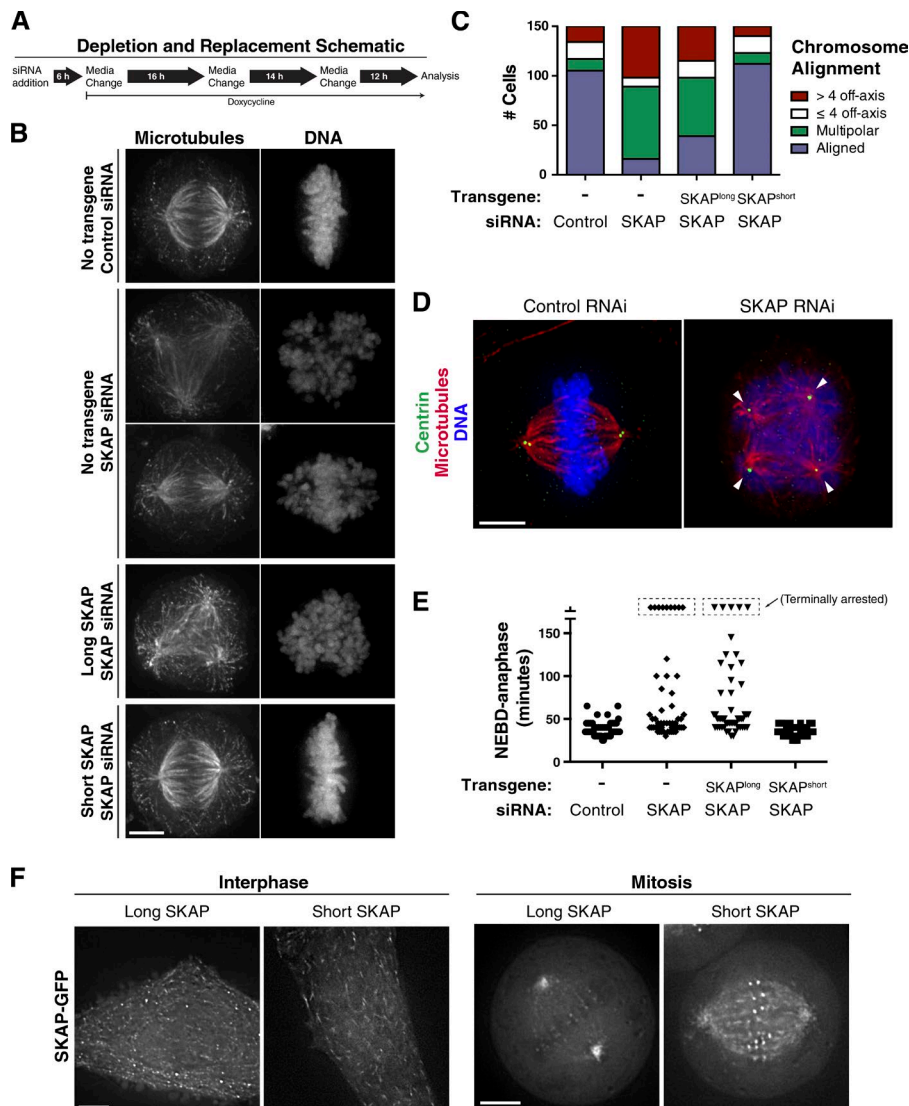 A
Depletion and Replacement Schematic
siRNA addition
6 h
Media Change
16 h
Media Change
14 h
Media Change
12 h
Analysis
Doxycycline
B
Microtubules DNA
No transgene
Control siRNA
No transgene
SKAP siRNA
Long SKAP
SKAP siRNA
Short SKAP
SKAP siRNA
C
150
100
50
0
# Cells
Chromosome
Alignment
> 4 off-axis
≤ 4 off-axis
Multipolar
Aligned
Transgene: - - SKAPlong SKAPshort
siRNA: Control SKAP SKAP SKAP
D
Control RNAi SKAP RNAi
Centrin
Microtubules
DNA
E
(Terminally arrested)
150
100
50
0
NEBD-anaphase
(minutes)
Transgene: - - SKAPlong SKAPshort
siRNA: Control SKAP SKAP SKAP
F
Interphase Mitosis
Long SKAP Short SKAP Long SKAP Short SKAP
SKAP-GFP